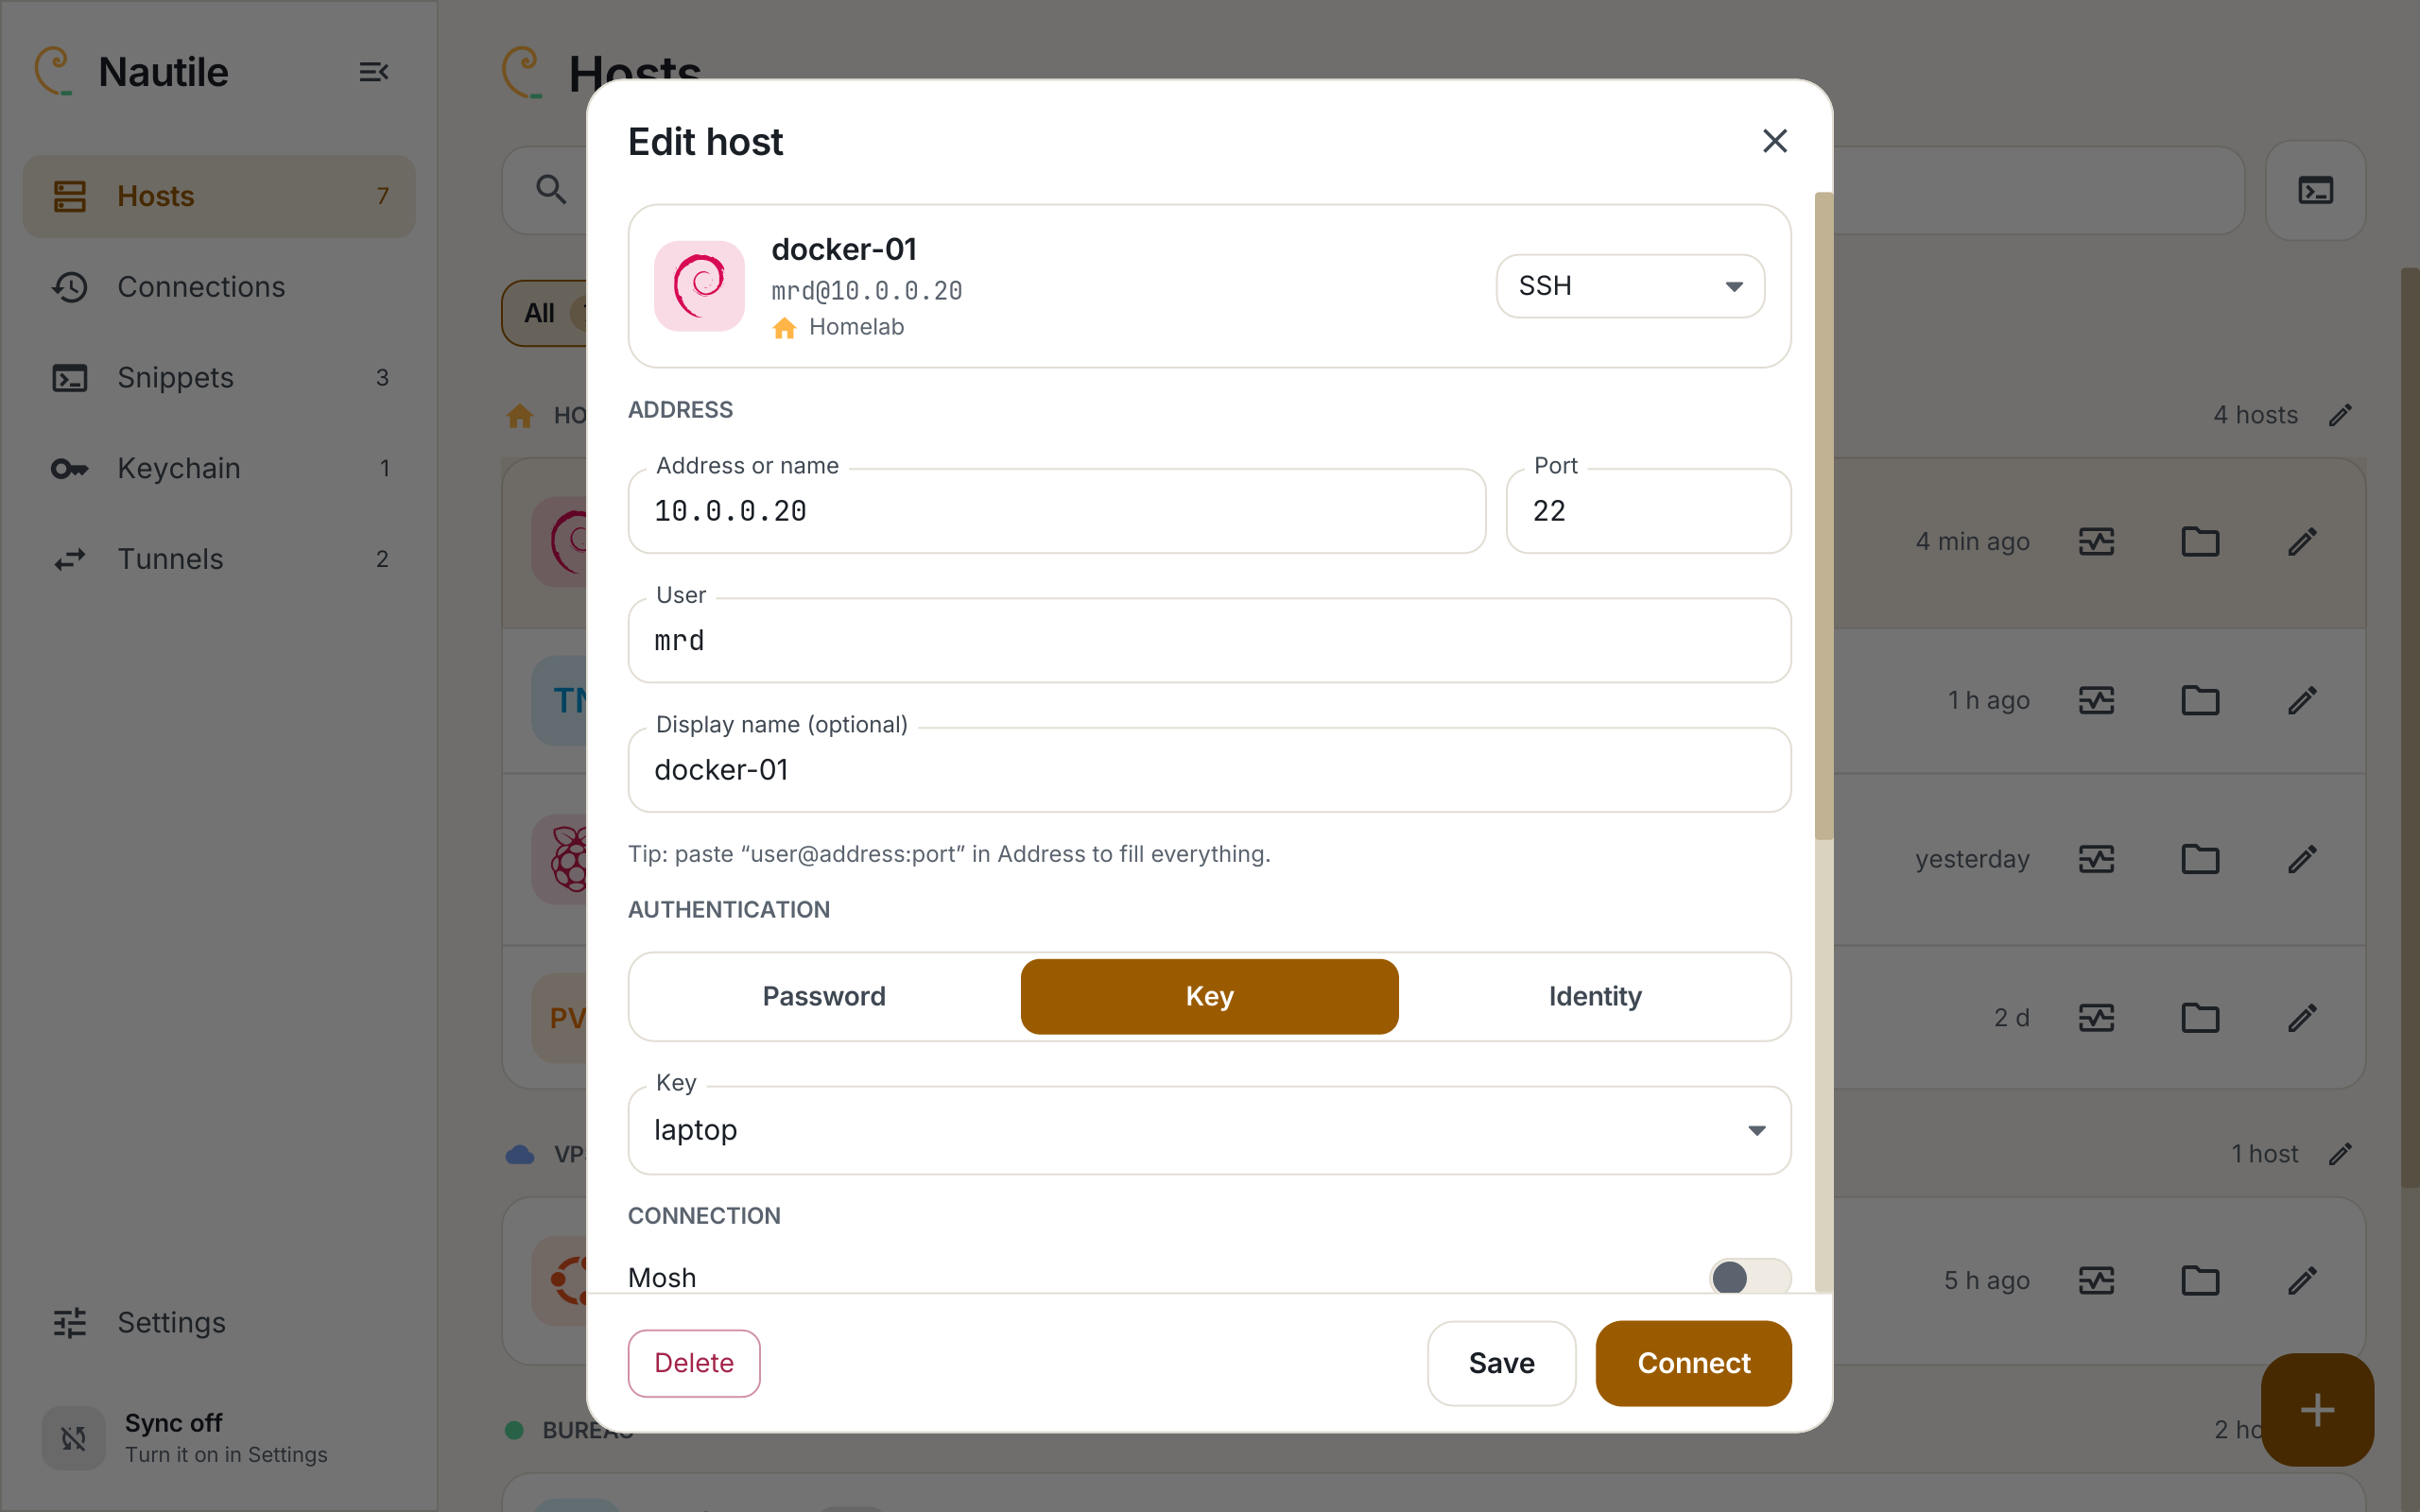 Nautile
Hosts 7
Connections
Snippets 3
Keychain 1
Tunnels 2
Settings
Sync off
Turn it on in Settings
Hosts
All
4 hosts
4 min ago
1 h ago
yesterday
2 d
1 host
5 h ago
BUREAU
Edit host
docker-01
mrd@10.0.0.20
Homelab
SSH
ADDRESS
Address or name
10.0.0.20
Port
22
User
mrd
Display name (optional)
docker-01
Tip: paste “user@address:port” in Address to fill everything.
AUTHENTICATION
Password Key Identity
Key
laptop
CONNECTION
Mosh
Delete Save Connect